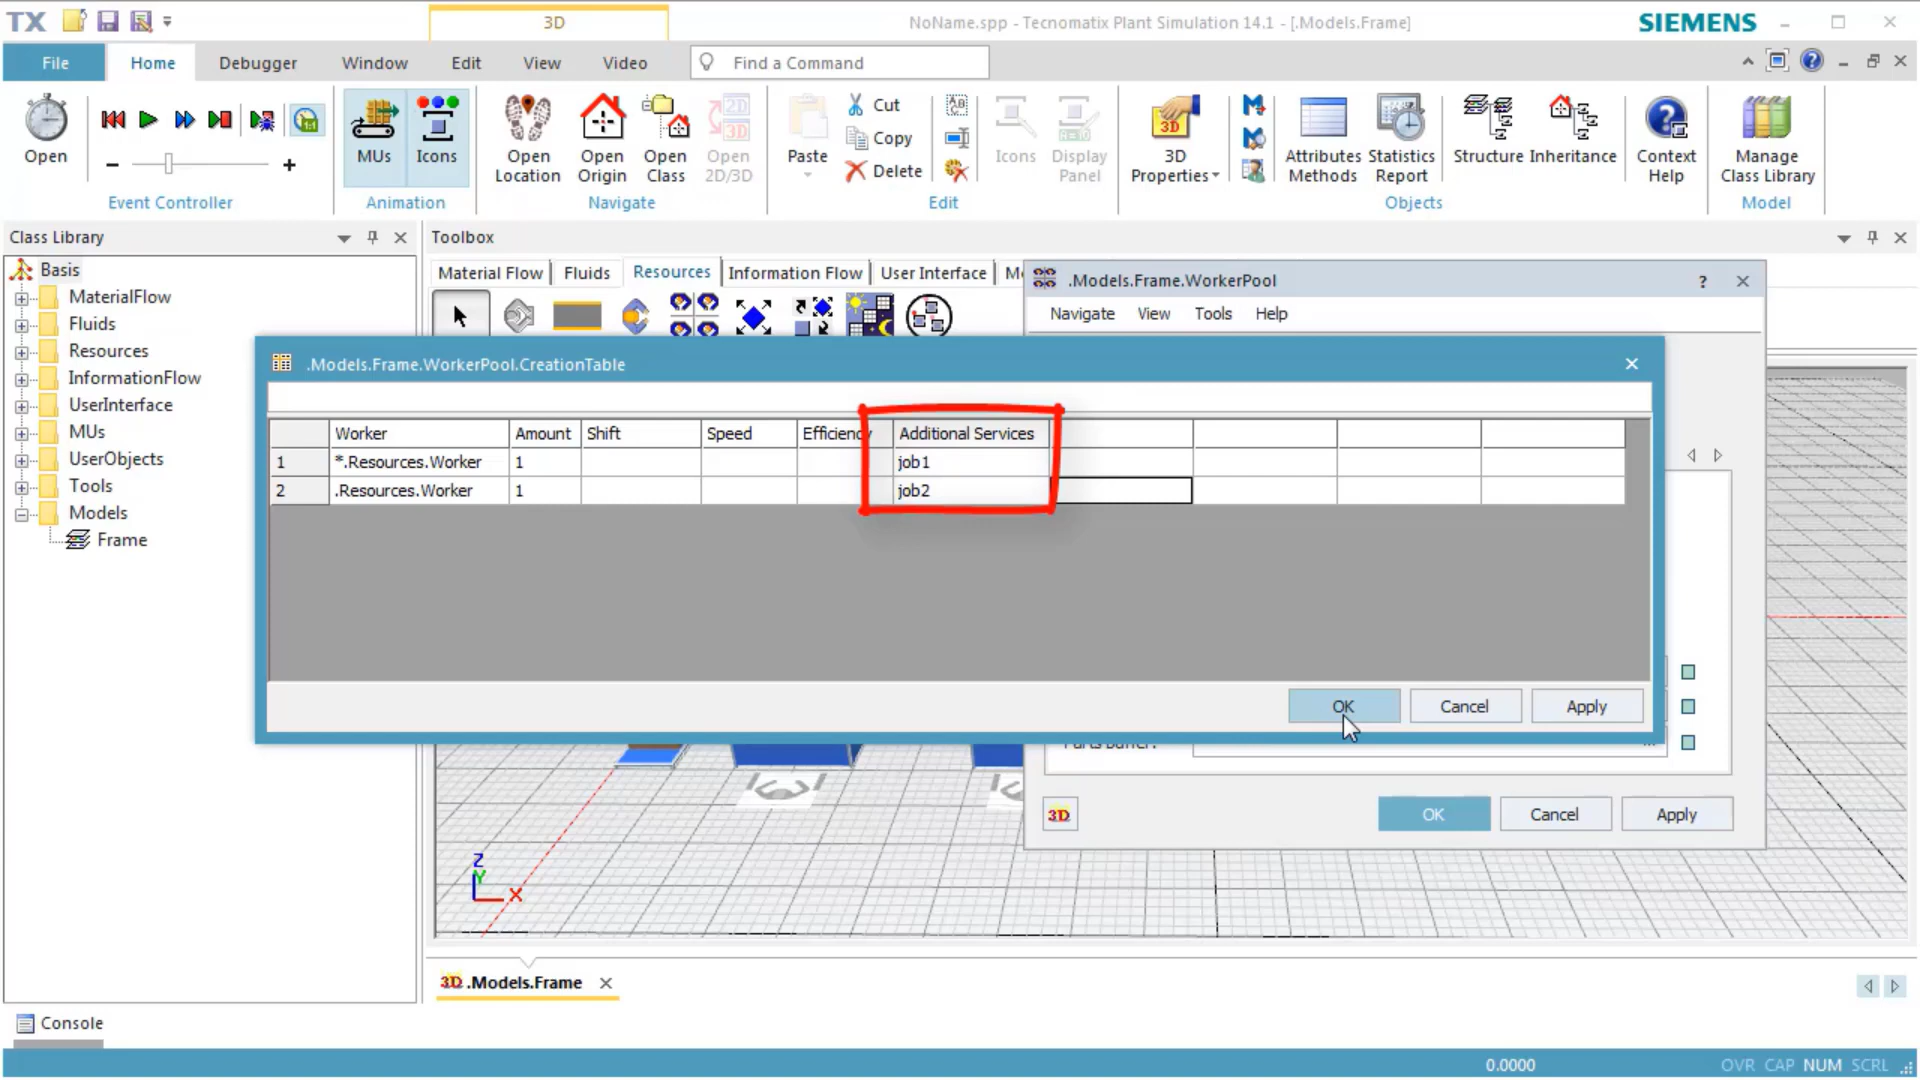 TX
3D
NoName.spp - Tecnomatix Plant Simulation 14.1 - [.Models.Frame]
SIEMENS
File
Home
Debugger
Window
Edit
View
Video
Find a Command
Open
Event Controller
MUs
Icons
Animation
Open Location
Open Origin
Open Class
Open 2D/3D
Navigate
Paste
Cut
Copy
Delete
Icons
Display Panel
Edit
3D Properties
Attributes Methods
Statistics Report
Structure
Inheritance
Objects
Context Help
Manage Class Library
Model
Class Library
Toolbox
Basis
MaterialFlow
Fluids
Resources
InformationFlow
UserInterface
MUs
UserObjects
Tools
Models
Frame
Material Flow
Fluids
Resources
Information Flow
User Interface
.Models.Frame.WorkerPool
Navigate
View
Tools
Help
.Models.Frame.WorkerPool.CreationTable
Worker Amount Shift Speed Efficiency Additional Services
1 *.Resources.Worker 1 job1
2 .Resources.Worker 1 job2
OK
Cancel
Apply
3D
OK
Cancel
Apply
Z
Y
X
3D .Models.Frame
Console
0.0000
OVR CAP NUM SCRL